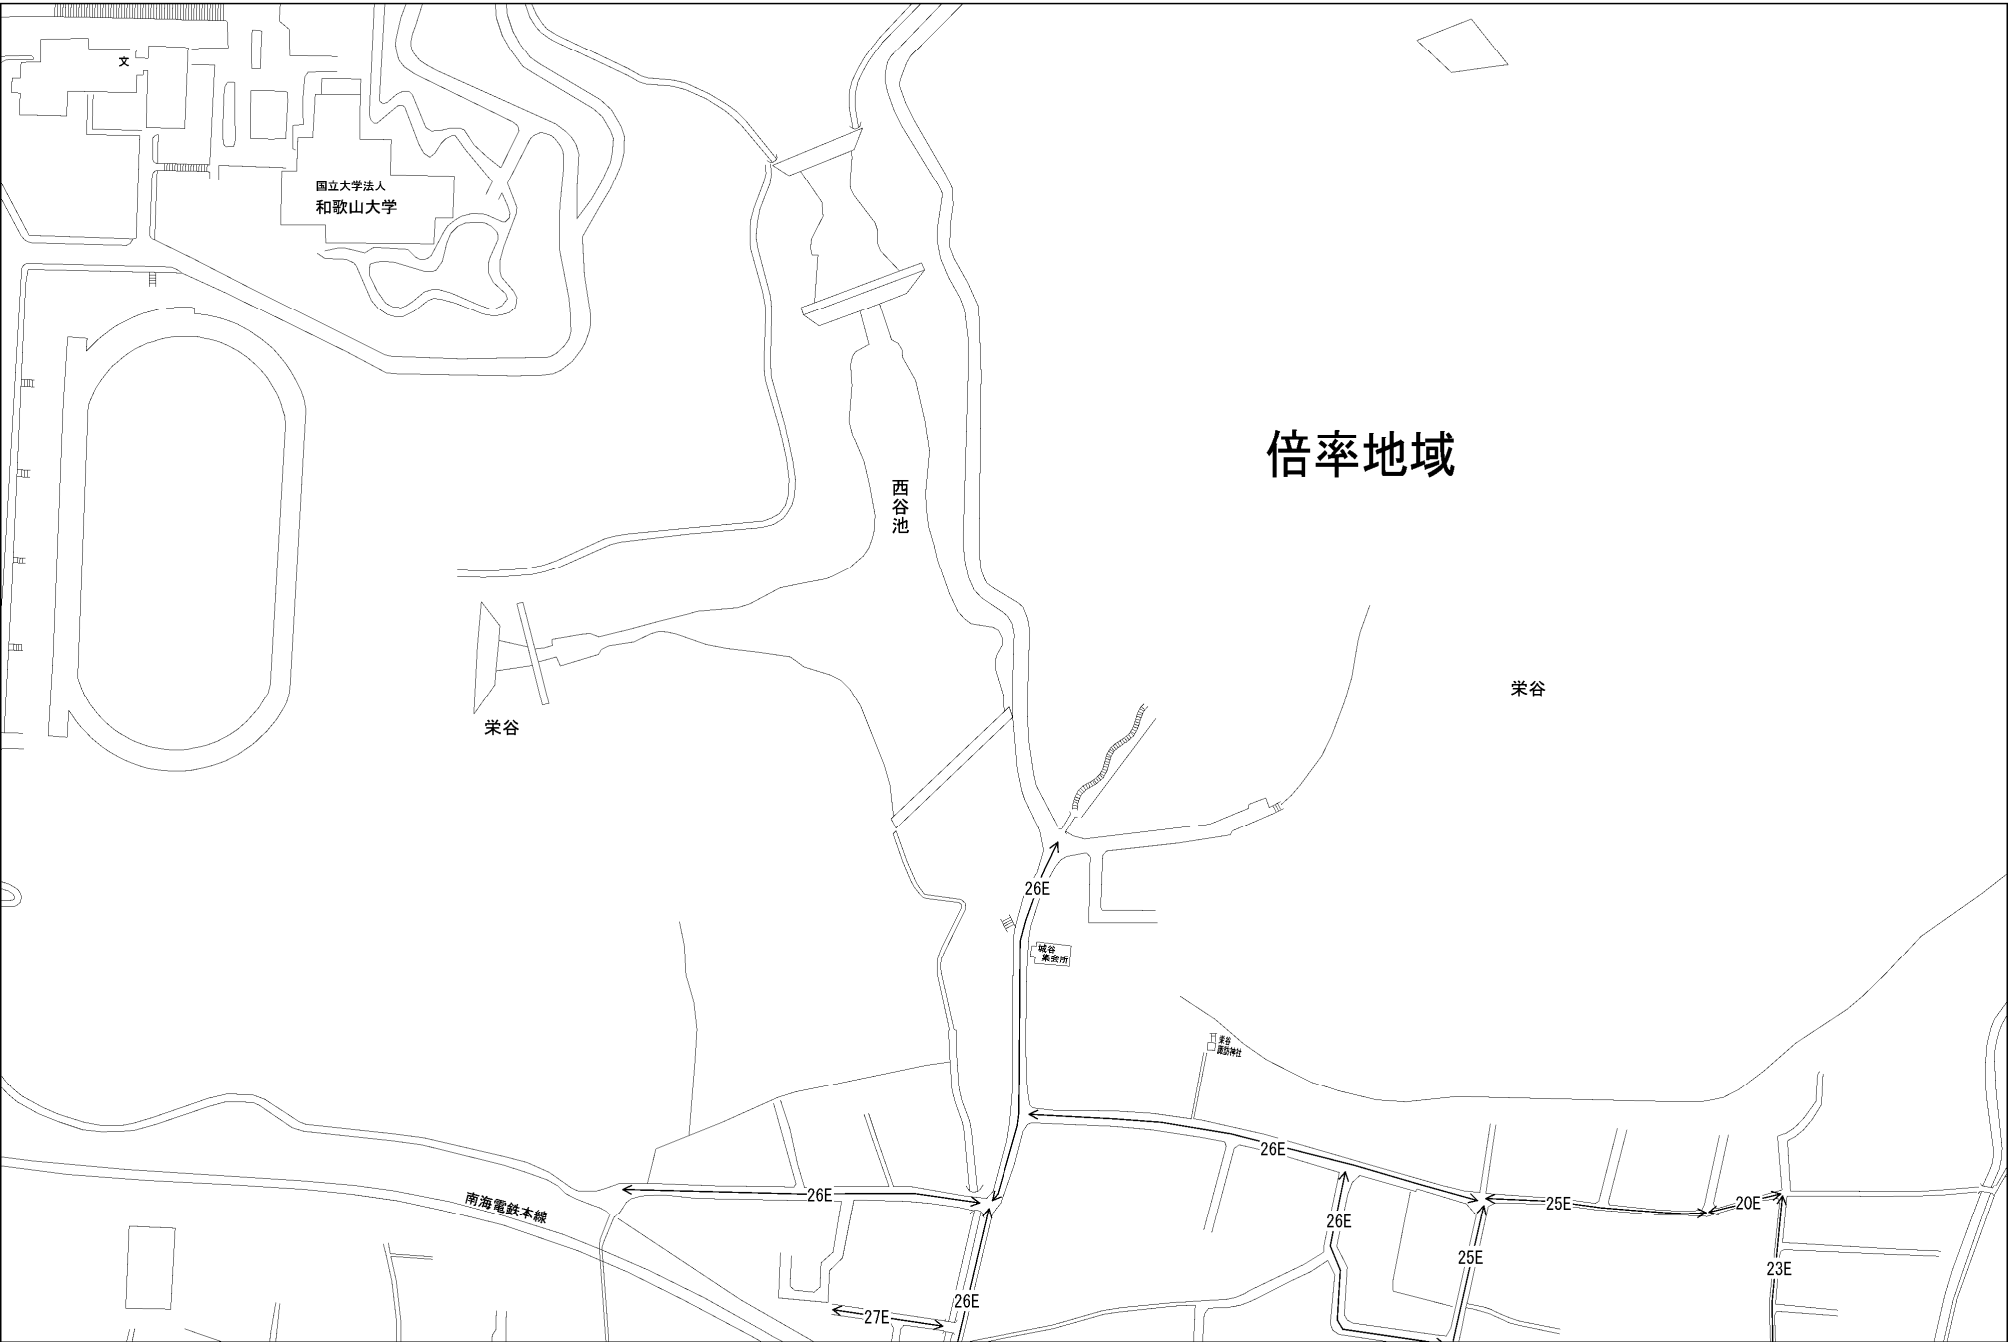 文
国立大学法人
和歌山大学
倍率地域
西谷池
栄谷
栄谷
26E
城谷
集会所
栄谷
諏訪神社
26E
26E
南海電鉄本線
26E
25E
20E
26E
25E
23E
26E
27E